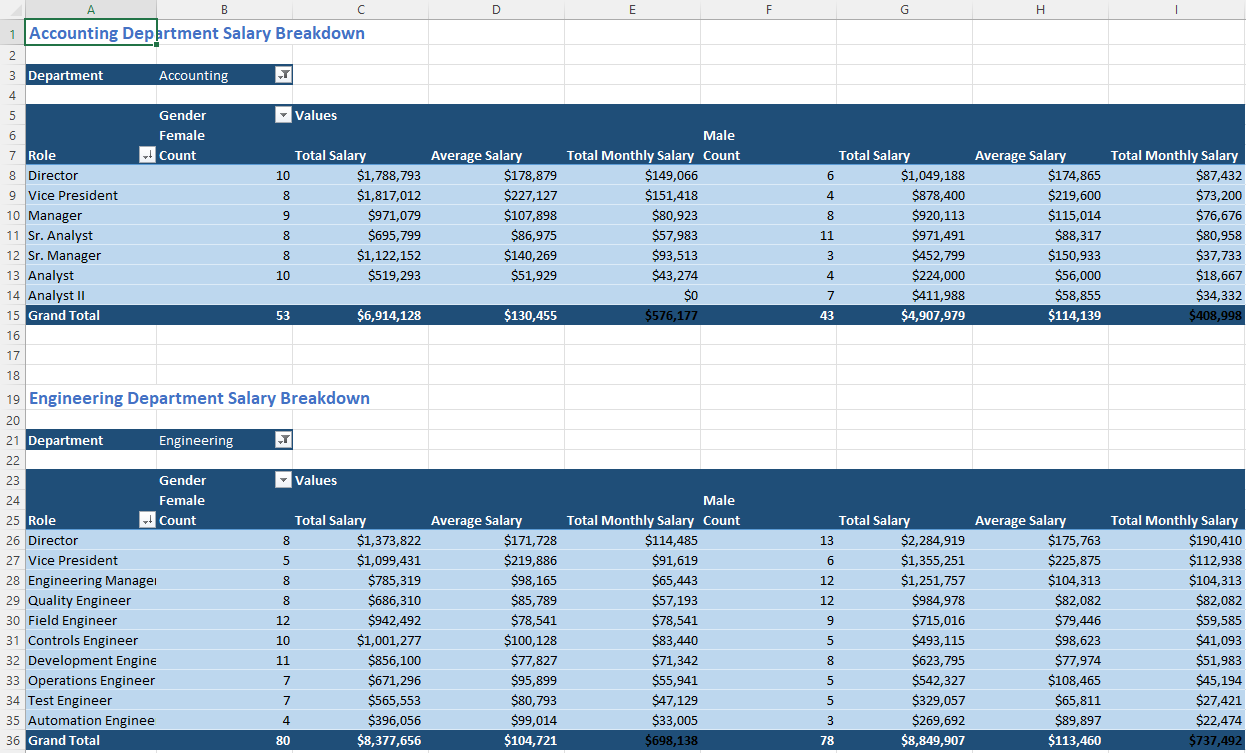 A B C D E F G H I
1 Accounting Department Salary Breakdown
2
3 Department Accounting
4
5 Gender Values
6 Female Male
7 Role Count Total Salary Average Salary Total Monthly Salary Count Total Salary Average Salary Total Monthly Salary
8 Director 10 $1,788,793 $178,879 $149,066 6 $1,049,188 $174,865 $87,432
9 Vice President 8 $1,817,012 $227,127 $151,418 4 $878,400 $219,600 $73,200
10 Manager 9 $971,079 $107,898 $80,923 8 $920,113 $115,014 $76,676
11 Sr. Analyst 8 $695,799 $86,975 $57,983 11 $971,491 $88,317 $80,958
12 Sr. Manager 8 $1,122,152 $140,269 $93,513 3 $452,799 $150,933 $37,733
13 Analyst 10 $519,293 $51,929 $43,274 4 $224,000 $56,000 $18,667
14 Analyst II $0 7 $411,988 $58,855 $34,332
15 Grand Total 53 $6,914,128 $130,455 $576,177 43 $4,907,979 $114,139 $408,998
16
17
18
19 Engineering Department Salary Breakdown
20
21 Department Engineering
22
23 Gender Values
24 Female Male
25 Role Count Total Salary Average Salary Total Monthly Salary Count Total Salary Average Salary Total Monthly Salary
26 Director 8 $1,373,822 $171,728 $114,485 13 $2,284,919 $175,763 $190,410
27 Vice President 5 $1,099,431 $219,886 $91,619 6 $1,355,251 $225,875 $112,938
28 Engineering Manager 8 $785,319 $98,165 $65,443 12 $1,251,757 $104,313 $104,313
29 Quality Engineer 8 $686,310 $85,789 $57,193 12 $984,978 $82,082 $82,082
30 Field Engineer 12 $942,492 $78,541 $78,541 9 $715,016 $79,446 $59,585
31 Controls Engineer 10 $1,001,277 $100,128 $83,440 5 $493,115 $98,623 $41,093
32 Development Engine 11 $856,100 $77,827 $71,342 8 $623,795 $77,974 $51,983
33 Operations Engineer 7 $671,296 $95,899 $55,941 5 $542,327 $108,465 $45,194
34 Test Engineer 7 $565,553 $80,793 $47,129 5 $329,057 $65,811 $27,421
35 Automation Enginee 4 $396,056 $99,014 $33,005 3 $269,692 $89,897 $22,474
36 Grand Total 80 $8,377,656 $104,721 $698,138 78 $8,849,907 $113,460 $737,492